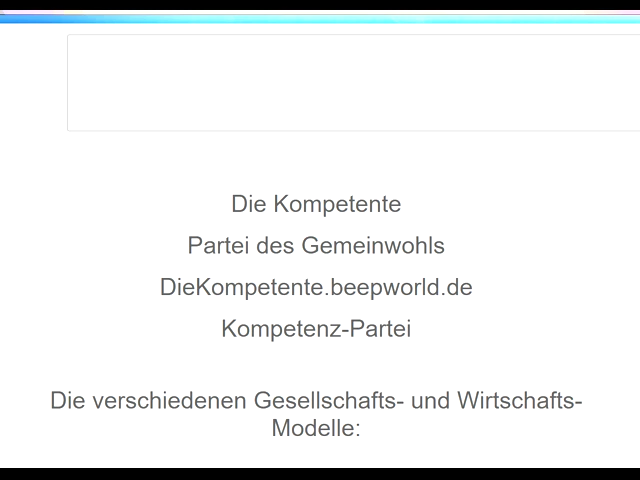 Die Kompetente
Partei des Gemeinwohls
DieKompetente.beepworld.de
Kompetenz-Partei
Die verschiedenen Gesellschafts- und Wirtschafts-
Modelle: